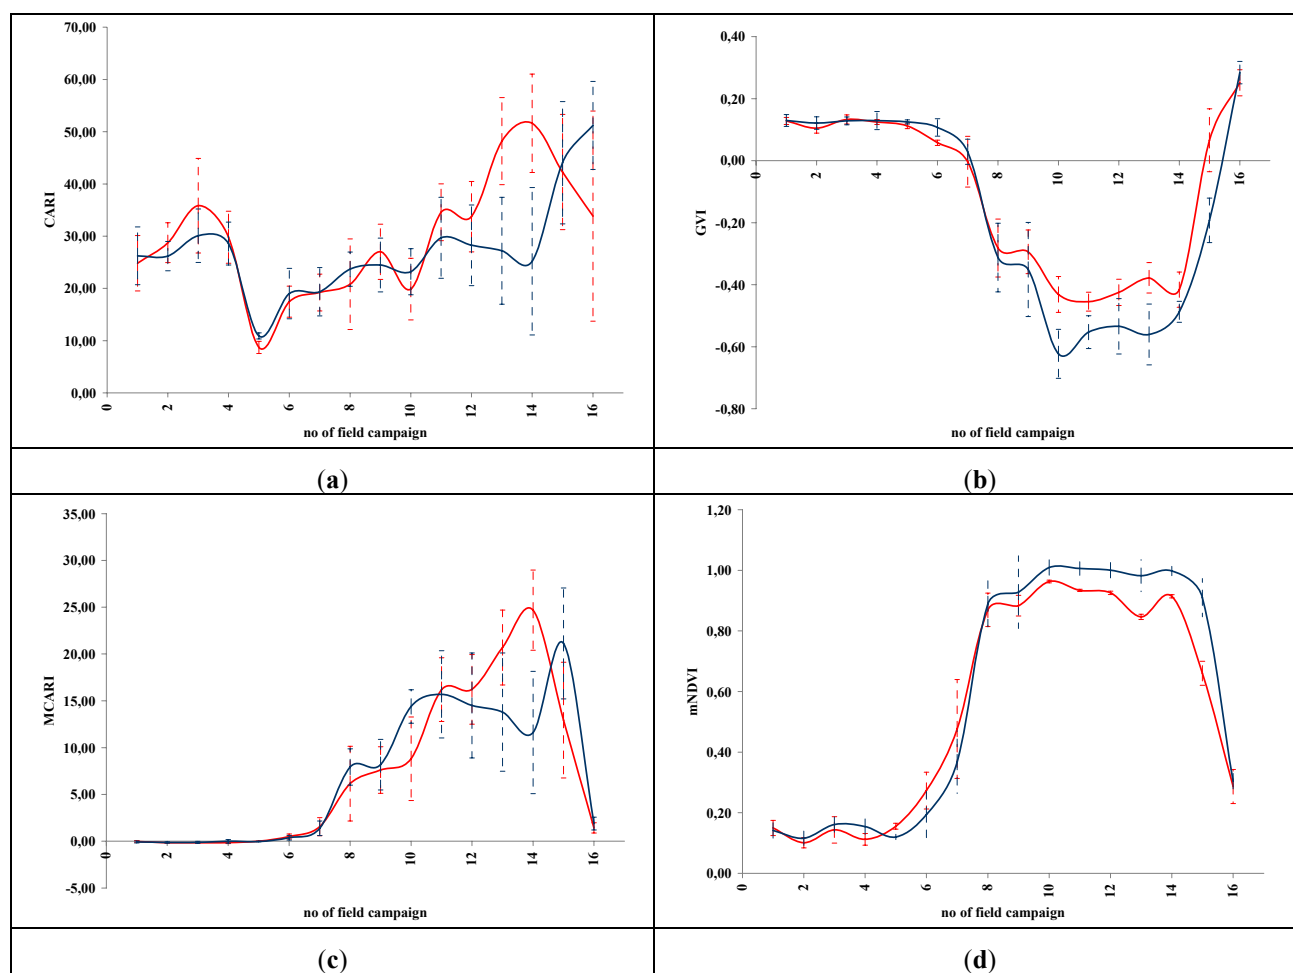 70,00
60,00
50,00
40,00
30,00
20,00
10,00
0,00
CARI
0 2 4 6 8 10 12 14 16
no of field campaign
(a)
0,40
0,20
0,00
-0,20
-0,40
-0,60
-0,80
GVI
0 2 4 6 8 10 12 14 16
no of field campaign
(b)
35,00
30,00
25,00
20,00
15,00
10,00
5,00
0,00
-5,00
MCARI
0 2 4 6 8 10 12 14 16
no of field campaign
(c)
1,20
1,00
0,80
0,60
0,40
0,20
0,00
mNDVI
0 2 4 6 8 10 12 14 16
no of field campaign
(d)